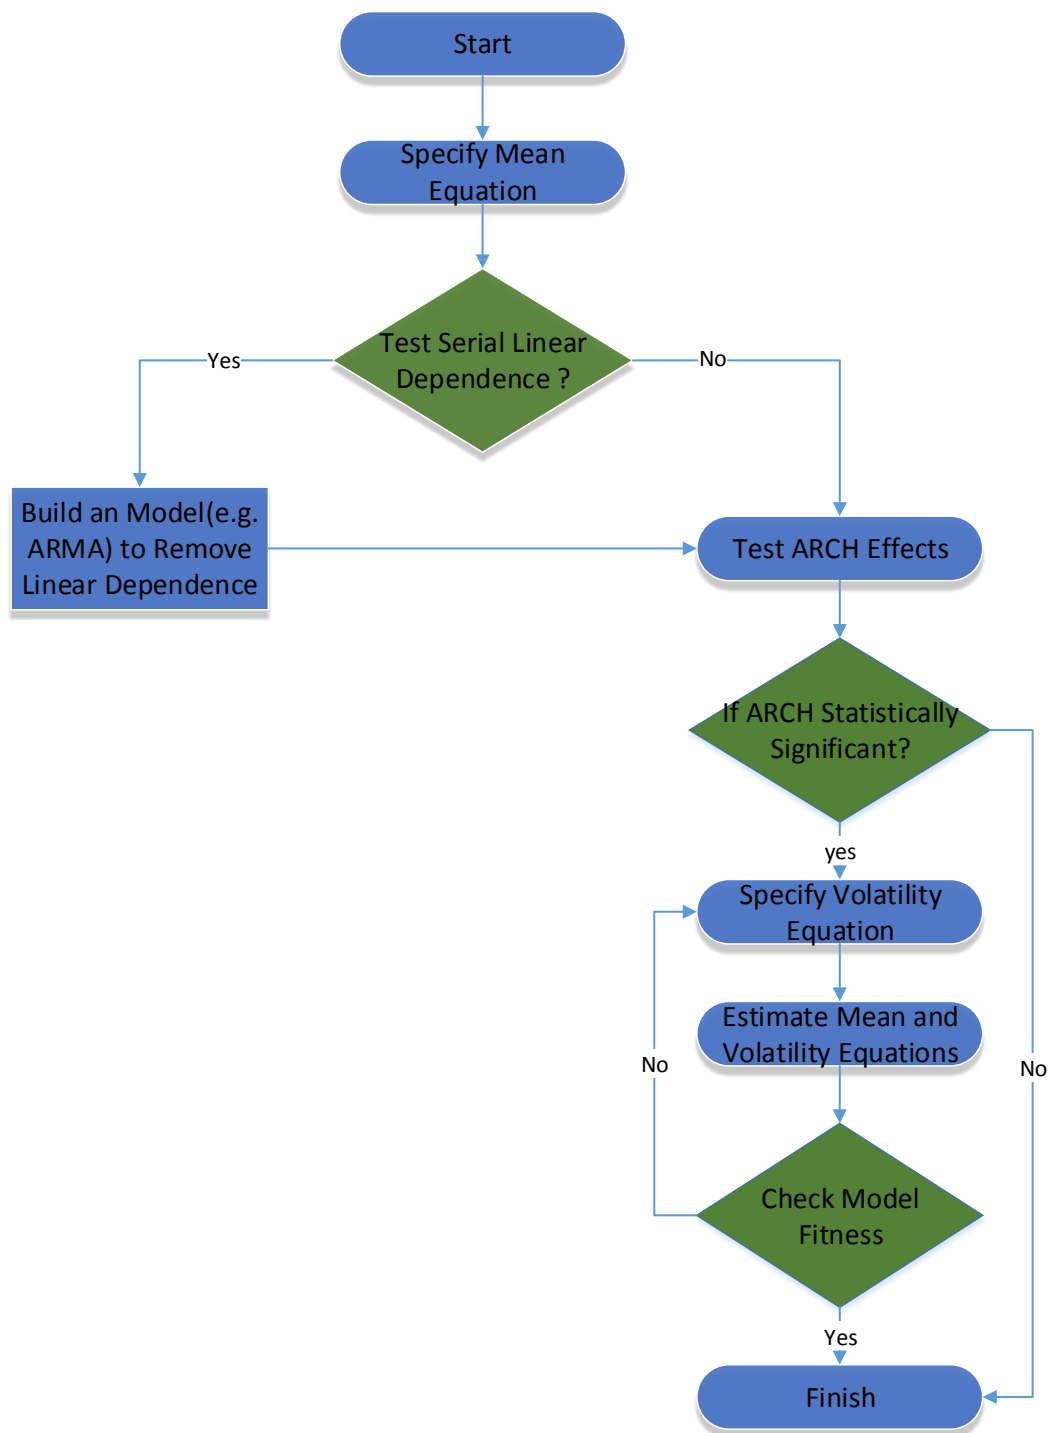 Start
Specify Mean
Equation
Test Serial Linear
Dependence ?
Yes
No
Build an Model(e.g.
ARMA) to Remove
Linear Dependence
Test ARCH Effects
If ARCH Statistically
Significant?
yes
Specify Volatility
Equation
Estimate Mean and
Volatility Equations
No
No
Check Model
Fitness
Yes
Finish